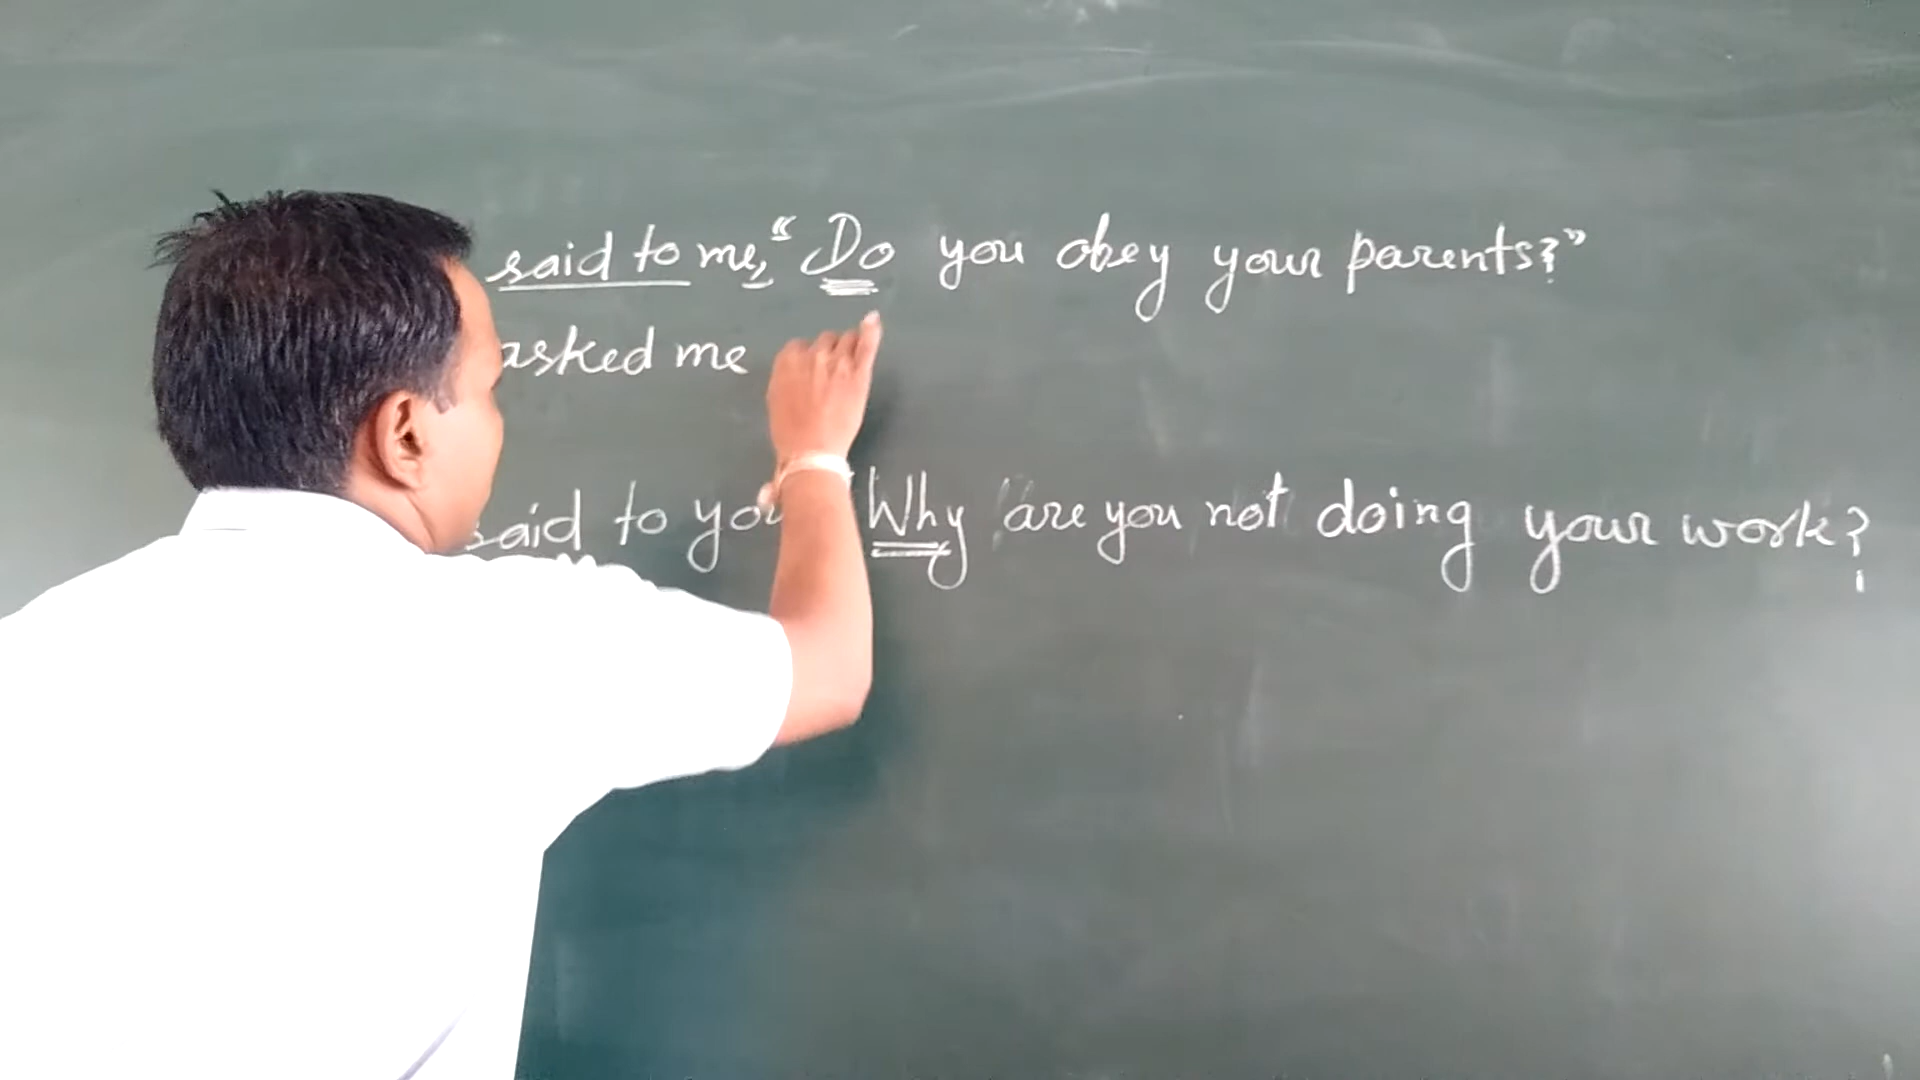 said to me, “ Do you obey your parents?”
asked me
said to you Why are you not doing your work?